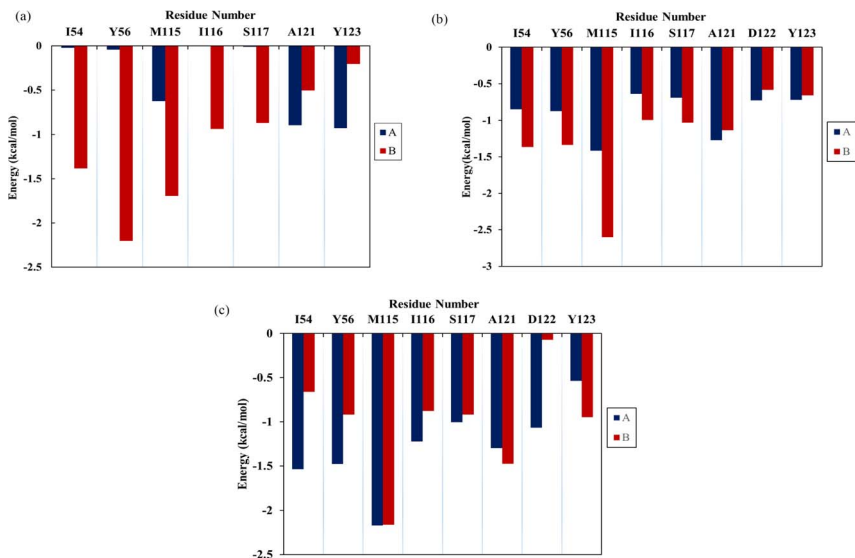 (a)
Residue Number
I54 Y56 M115 I116 S117 A121 Y123
0
-0.5
-1
-1.5
-2
-2.5
Energy (kcal/mol)
A
B
(b)
Residue Number
I54 Y56 M115 I116 S117 A121 D122 Y123
0
-0.5
-1
-1.5
-2
-2.5
-3
Energy(kcal/mol)
A
B
(c)
Residue Number
I54 Y56 M115 I116 S117 A121 D122 Y123
0
-0.5
-1
-1.5
-2
-2.5
Energy (kcal/mol)
A
B